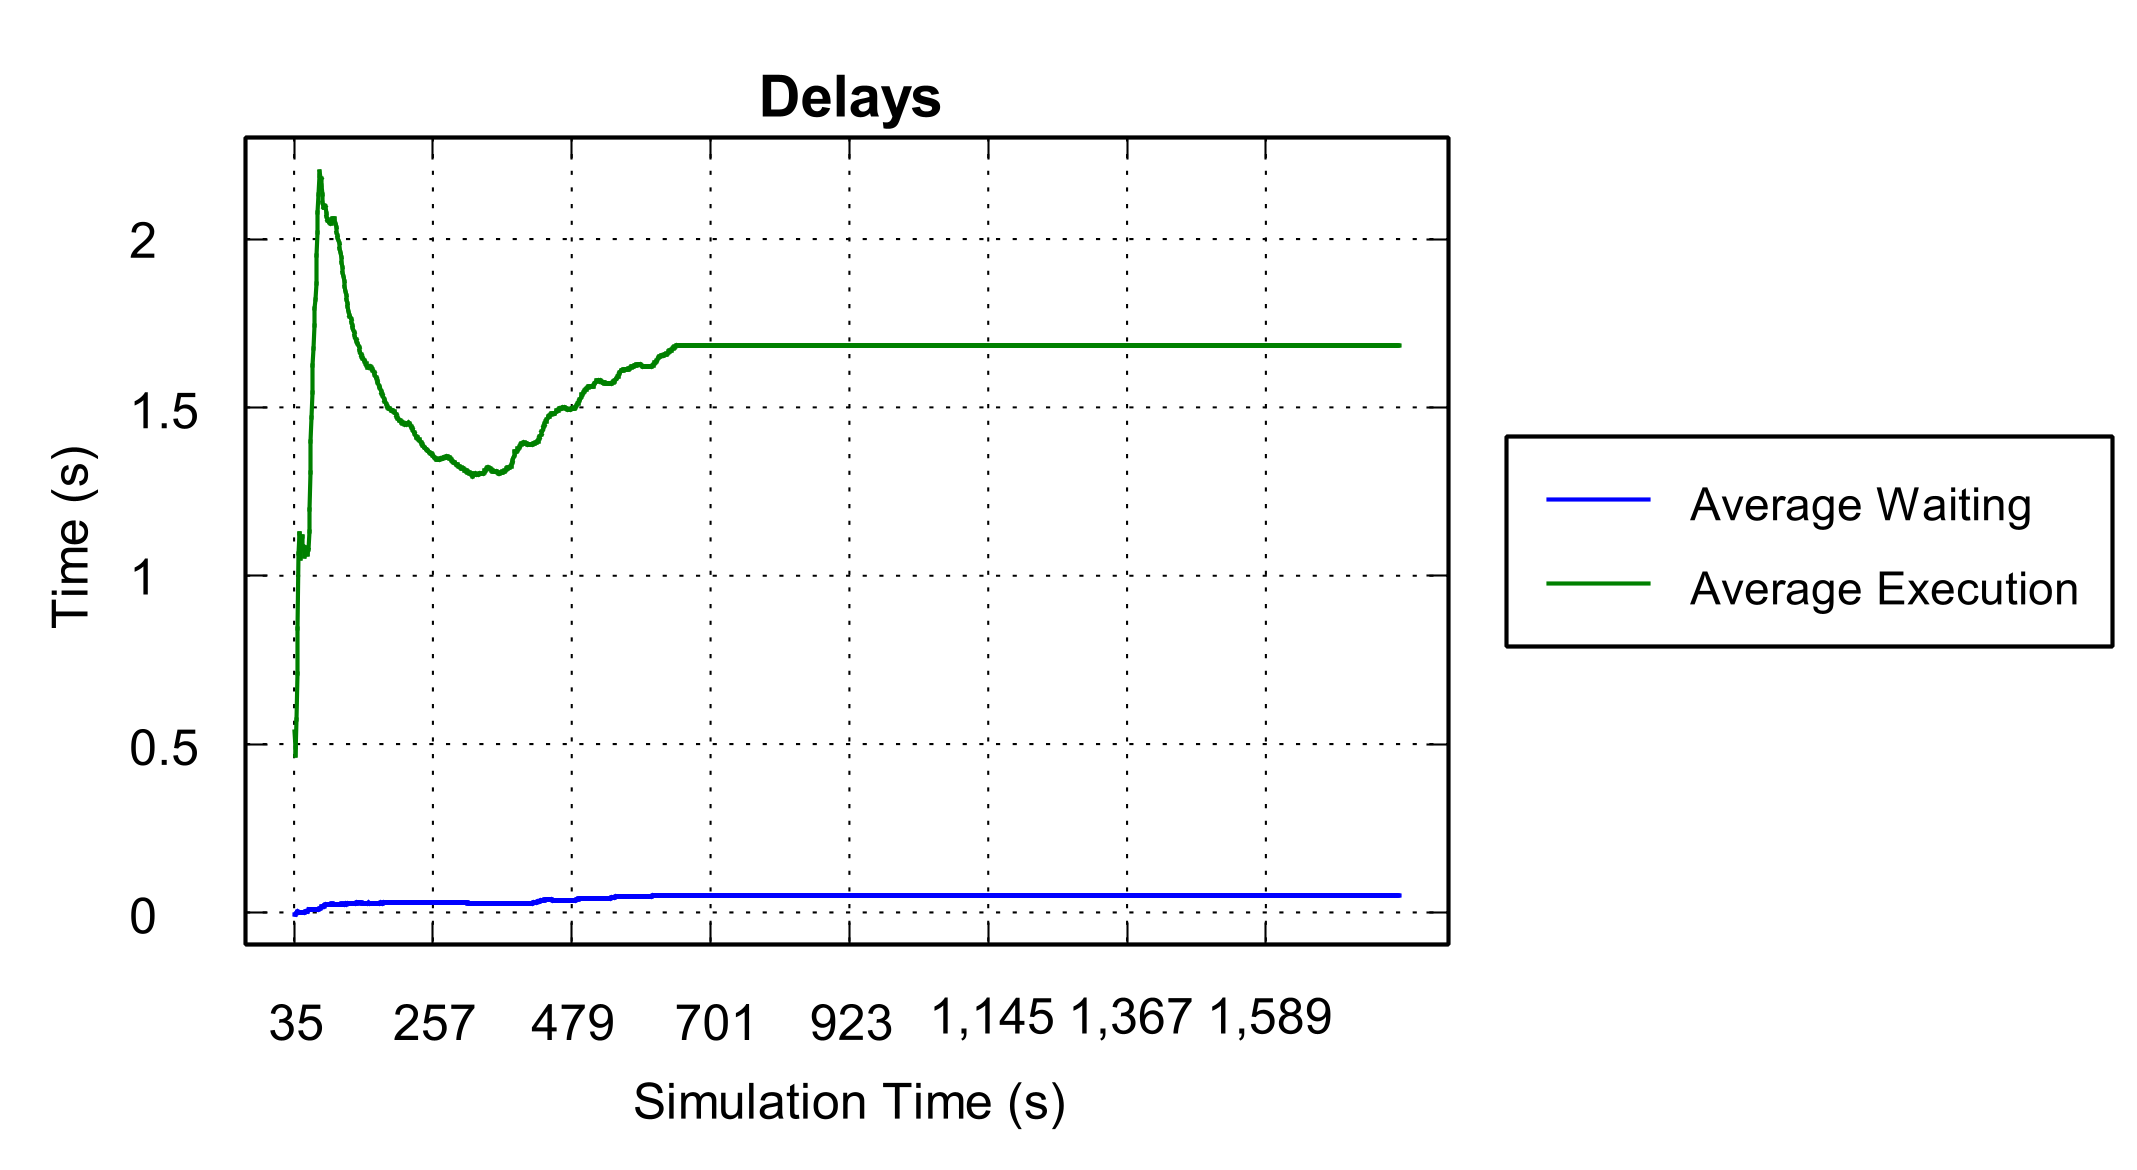 Delays
2
1.5
1
0.5
0
Time (s)
35 257 479 701 923 1,145 1,367 1,589
Simulation Time (s)
Average Waiting
Average Execution